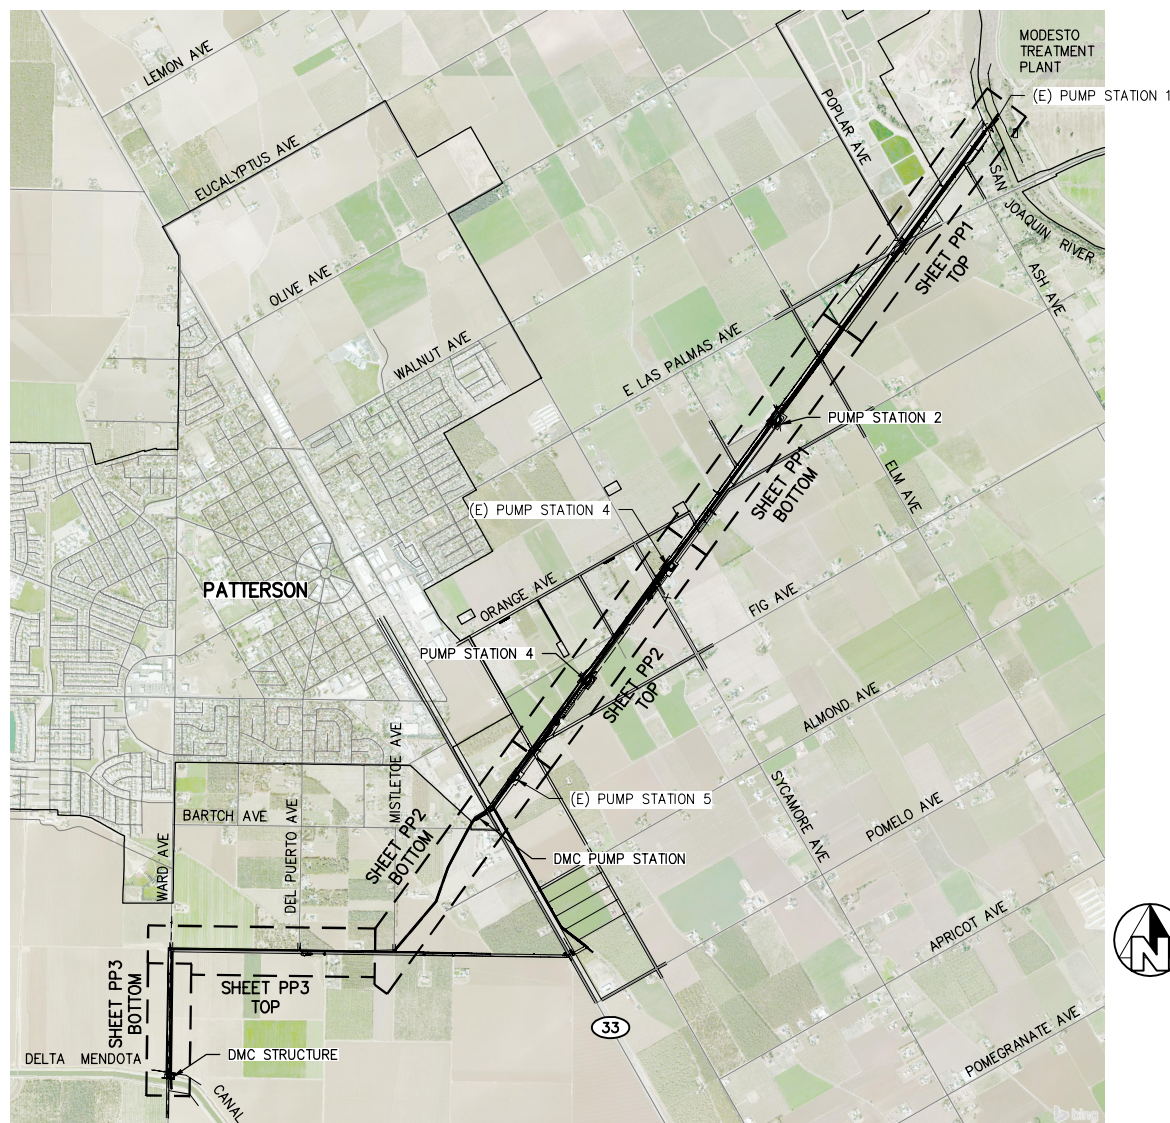 MODESTO
TREATMENT
PLANT
LEMON AVE
(E) PUMP STATION 1
POPLAR AVE
EUCALYPTUS AVE
SAN JOAQUIN RIVER
SHEET PP1
TOP
OLIVE AVE
ASH AVE
WALNUT AVE
E LAS PALMAS AVE
PUMP STATION 2
SHEET PP1
BOTTOM
ELM AVE
(E) PUMP STATION 4
PATTERSON
ORANGE AVE
FIG AVE
PUMP STATION 4
SHEET PP2
TOP
ALMOND AVE
MISTLETOE AVE
SYCAMORE AVE
(E) PUMP STATION 5
POMELO AVE
BARTCH AVE
SHEET PP2
BOTTOM
DMC PUMP STATION
WARD AVE
DEL PUERTO AVE
APRICOT AVE
N
SHEET PP3
BOTTOM
SHEET PP3
TOP
33
POMEGRANATE AVE
DELTA MENDOTA
DMC STRUCTURE
CANAL
bing